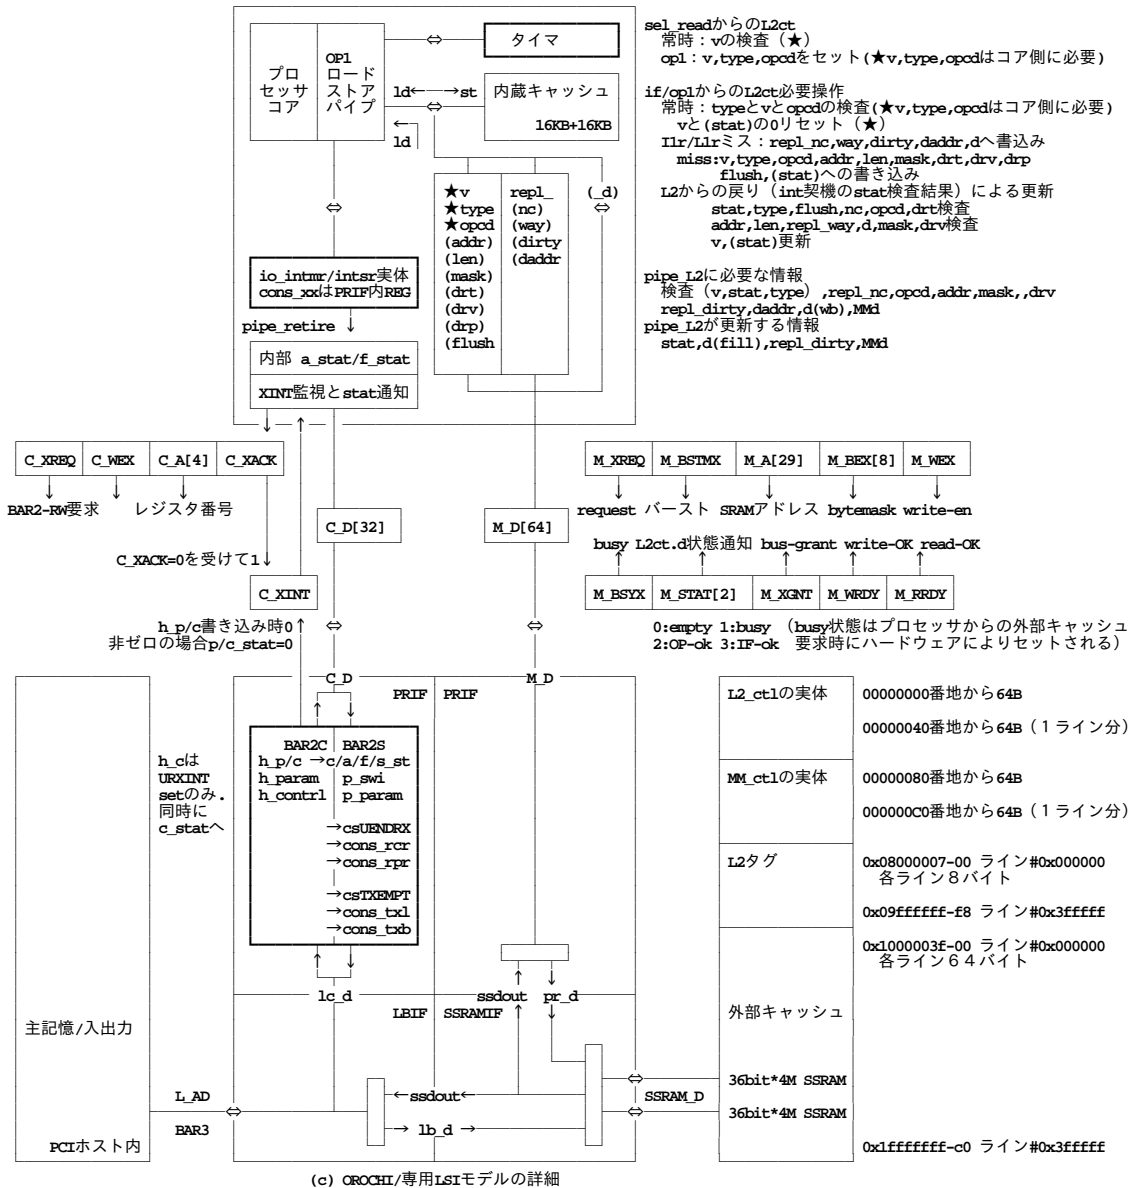 プロ
セッサ
コア
OP1
ロード
ストア
パイプ
⇔
タイマ
ld←→st
⇔
内蔵キャッシュ
16KB+16KB
←
ld
sel_readからのL2ct
常時：vの検査（★）
op1：v,type,opcdをセット(★v,type,opcdはコア側に必要)
if/op1からのL2ct必要操作
常時：typeとvとopcdの検査(★v,type,opcdはコア側に必要)
vと(stat)の0リセット（★）
I1r/L1rミス：repl_nc,way,dirty,daddr,dへ書込み
miss:v,type,opcd,addr,len,mask,drt,drv,drp
flush,(stat)への書き込み
L2からの戻り（int契機のstat検査結果）による更新
stat,type,flush,nc,opcd,drt検査
addr,len,repl_way,d,mask,drv検査
v,(stat)更新
pipe_L2に必要な情報
検査（v,stat,type）,repl_nc,opcd,addr,mask,,drv
repl_dirty,daddr,d(wb),MMd
pipe_L2が更新する情報
stat,d(fill),repl_dirty,MMd
★v
★type
★opcd
(addr)
(len)
(mask)
(drt)
(drv)
(drp)
(flush
repl_
(nc)
(way)
(dirty
(daddr
(_d)
⇔
⇔
io_intmr/intsr実体
cons_xxはPRIF内REG
pipe_retire ↓
内部 a_stat/f_stat
XINT監視とstat通知
↓ ↑
C_XREQ C_WEX C_A[4] C_XACK
↓ ↓ ↓
BAR2-RW要求 レジスタ番号
C_D[32]
M_D[64]
M_XREQ M_BSTMX M_A[29] M_BEX[8] M_WEX
↓ ↓ ↓ ↓ ↓
request バースト SRAMアドレス bytemask write-en
busy L2ct.d状態通知 bus-grant write-OK read-OK
↑ ↑ ↑ ↑ ↑
M_BSYX M_STAT[2] M_XGNT M_WRDY M_RRDY
C_XACK=0を受けて1↓
C_XINT
0:empty 1:busy （busy状態はプロセッサからの外部キャッシュ
2:OP-ok 3:IF-ok 要求時にハードウェアによりセットされる）
h_p/c書き込み時0 ↑ ⇔ ⇔
非ゼロの場合p/c_stat=0
C_D
M_D
PRIF PRIF
↑ ↓
BAR2C BAR2S
h_p/c →c/a/f/s_st
h_param p_swi
h_contrl p_param
→csUENDRX
→cons_rcr
→cons_rpr
→csTXEMPT
→cons_txl
→cons_txb
↑ ↓
lc_d
h_cは
URXINT
setのみ.
同時に
c_statへ
↑ ↓
ssdout pr_d
LBIF SSRAMIF ↑ ↓
主記憶/入出力
L_AD
⇔
BAR3
PCIホスト内
←ssdout←
→ lb_d →
⇔
SSRAM_D
⇔
L2_ctlの実体
MM_ctlの実体
L2タグ
外部キャッシュ
36bit*4M SSRAM
36bit*4M SSRAM
00000000番地から64B
00000040番地から64B（１ライン分）
00000080番地から64B
000000C0番地から64B（１ライン分）
0x08000007-00 ライン#0x000000
各ライン８バイト
0x09ffffff-f8 ライン#0x3fffff
0x1000003f-00 ライン#0x000000
各ライン６４バイト
0x1fffffff-c0 ライン#0x3fffff
(c) OROCHI/専用LSIモデルの詳細